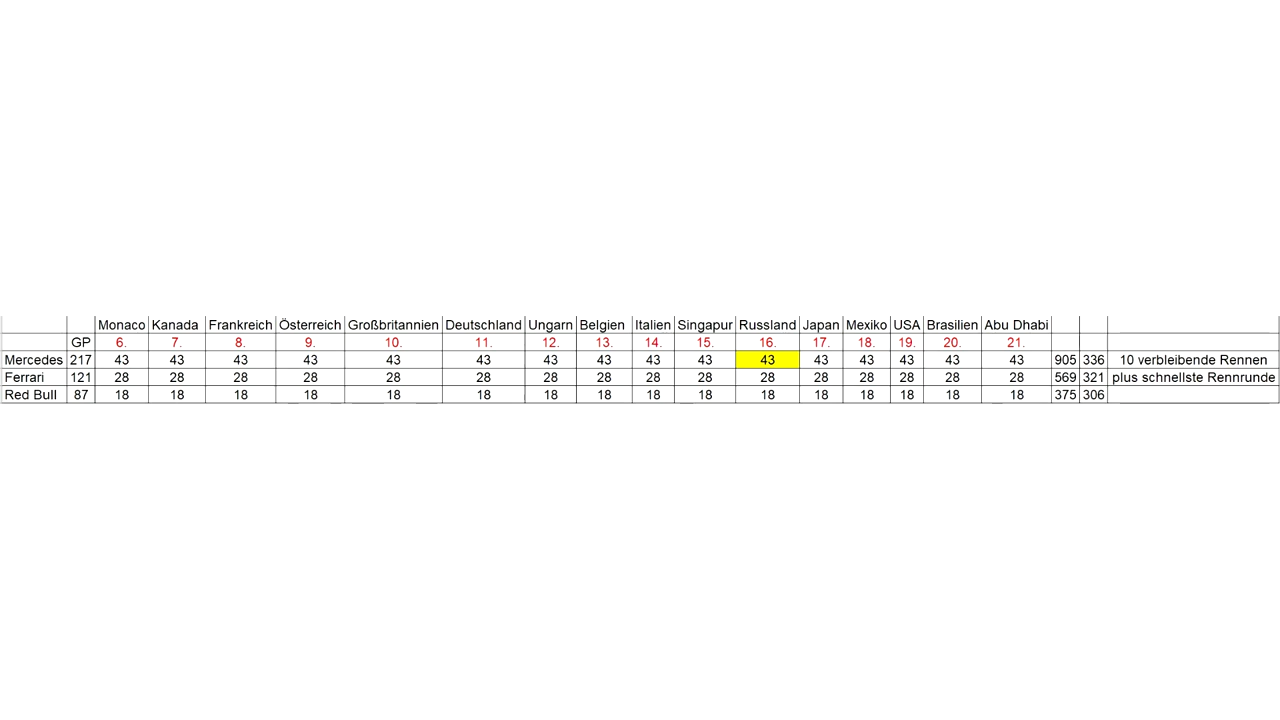 Monaco Kanada Frankreich Österreich Großbritannien Deutschland Ungarn Belgien Italien Singapur Russland Japan Mexiko USA Brasilien Abu Dhabi
GP 6. 7. 8. 9. 10. 11. 12. 13. 14. 15. 16. 17. 18. 19. 20. 21.
Mercedes 217 43 43 43 43 43 43 43 43 43 43 43 43 43 43 43 43 905 336 10 verbleibende Rennen
Ferrari 121 28 28 28 28 28 28 28 28 28 28 28 28 28 28 28 28 569 321 plus schnellste Rennrunde
Red Bull 87 18 18 18 18 18 18 18 18 18 18 18 18 18 18 18 18 375 306